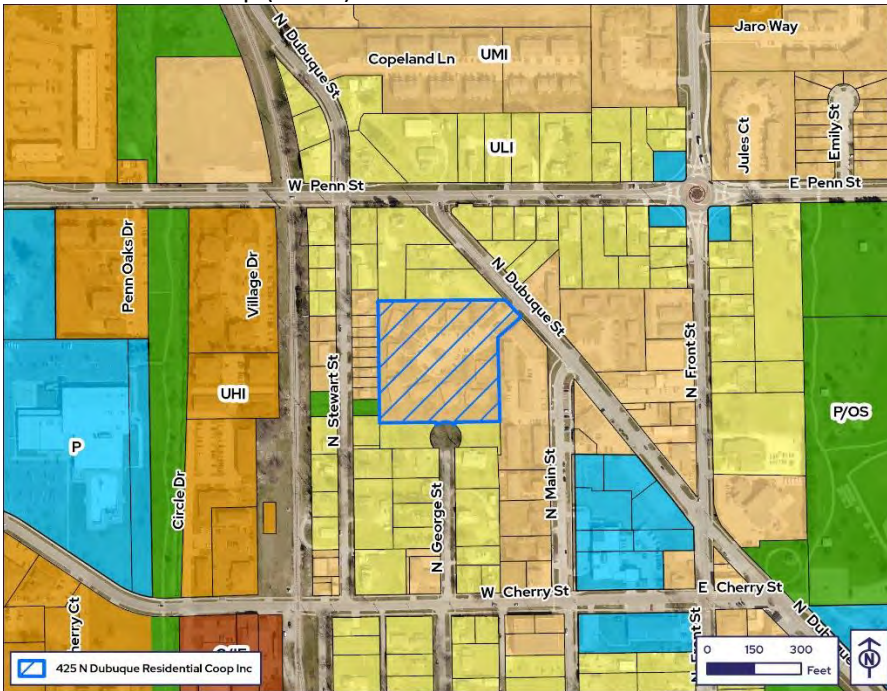 N Dubuque St
Copeland Ln
UMI
Jaro Way
ULI
Jules Ct
Emily St
W Penn St
E Penn St
Penn Oaks Dr
Village Dr
N Dubuque St
N Stewart St
N Front St
UHI
P/OS
P
Circle Dr
N George St
N Main St
W Cherry St
E Cherry St
herry Ct
N Front St
N Dubuque
425 N Dubuque Residential Coop Inc
0 150 300
Feet
N